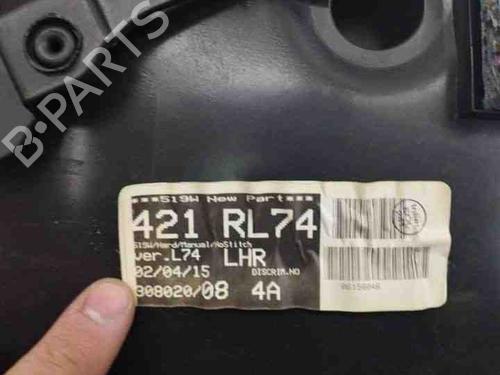 B-PARTS
***519W New Part***
421 RL74
519W/Hard/Manual/NoStitch
ver.L74 LHR
02/04/15 DISCRIM.NO
308020/08 4A
06156046